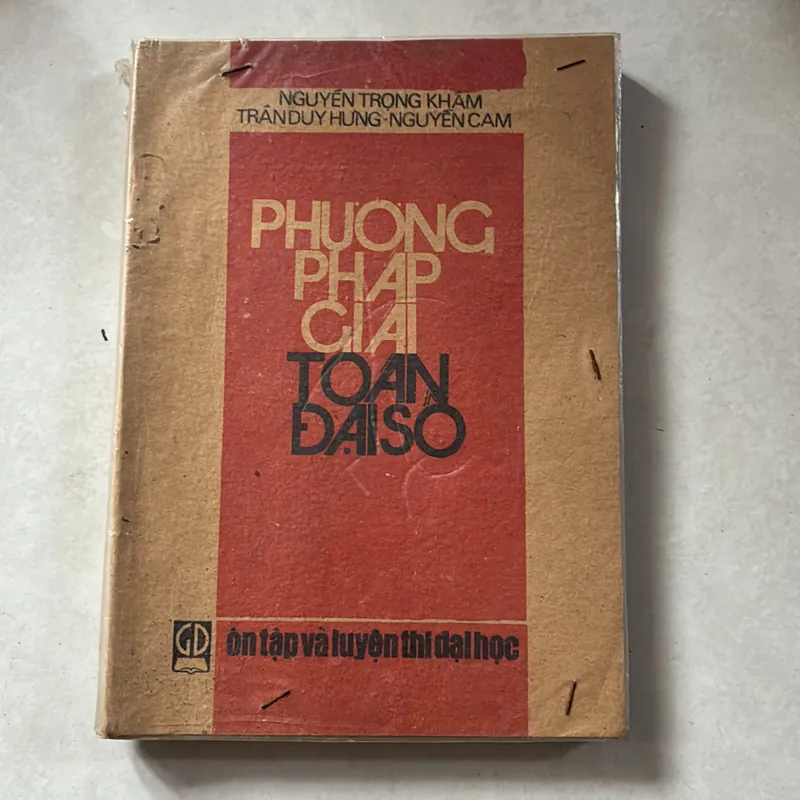 NGUYỄN TRỌNG KHÂM
TRẦN DUY HƯNG-NGUYỄN CAM
PHƯƠNG
PHÁP
GIẢI
TOÁN
ĐẠI SỐ
GD
ôn tập và luyện thi đại học